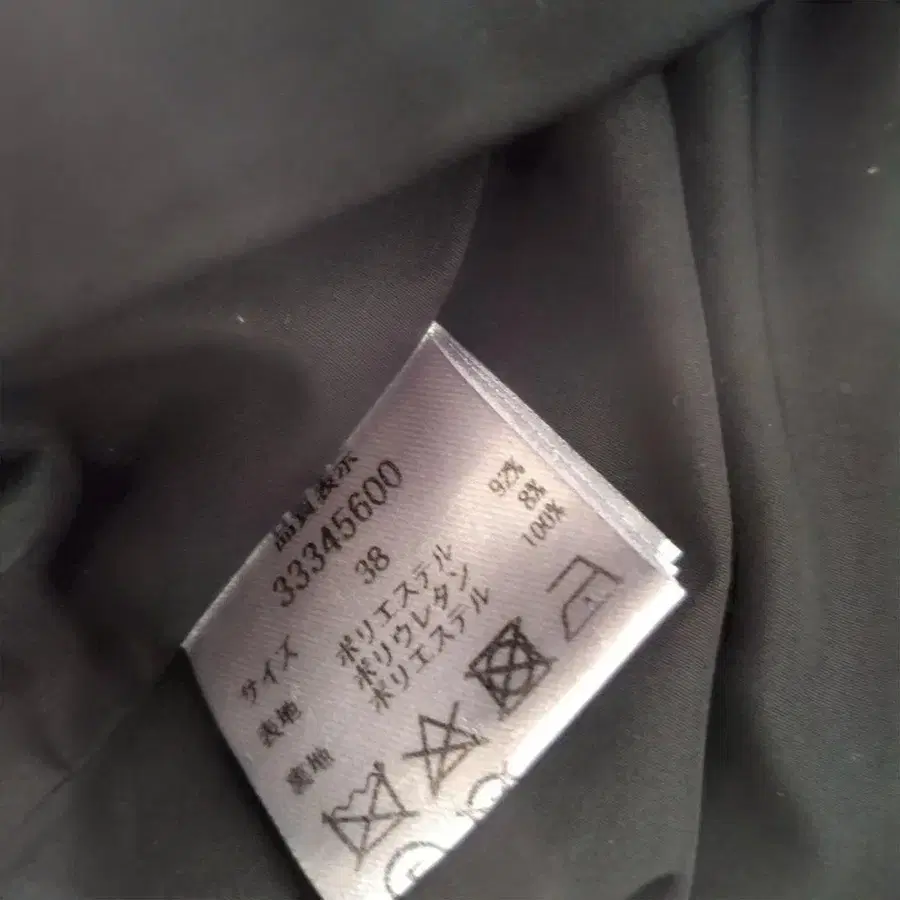 品質表示
33345600
サイズ 38
表地 ポリエステル 92%
ポリウレタン 8%
裏地 ポリエステル 100%